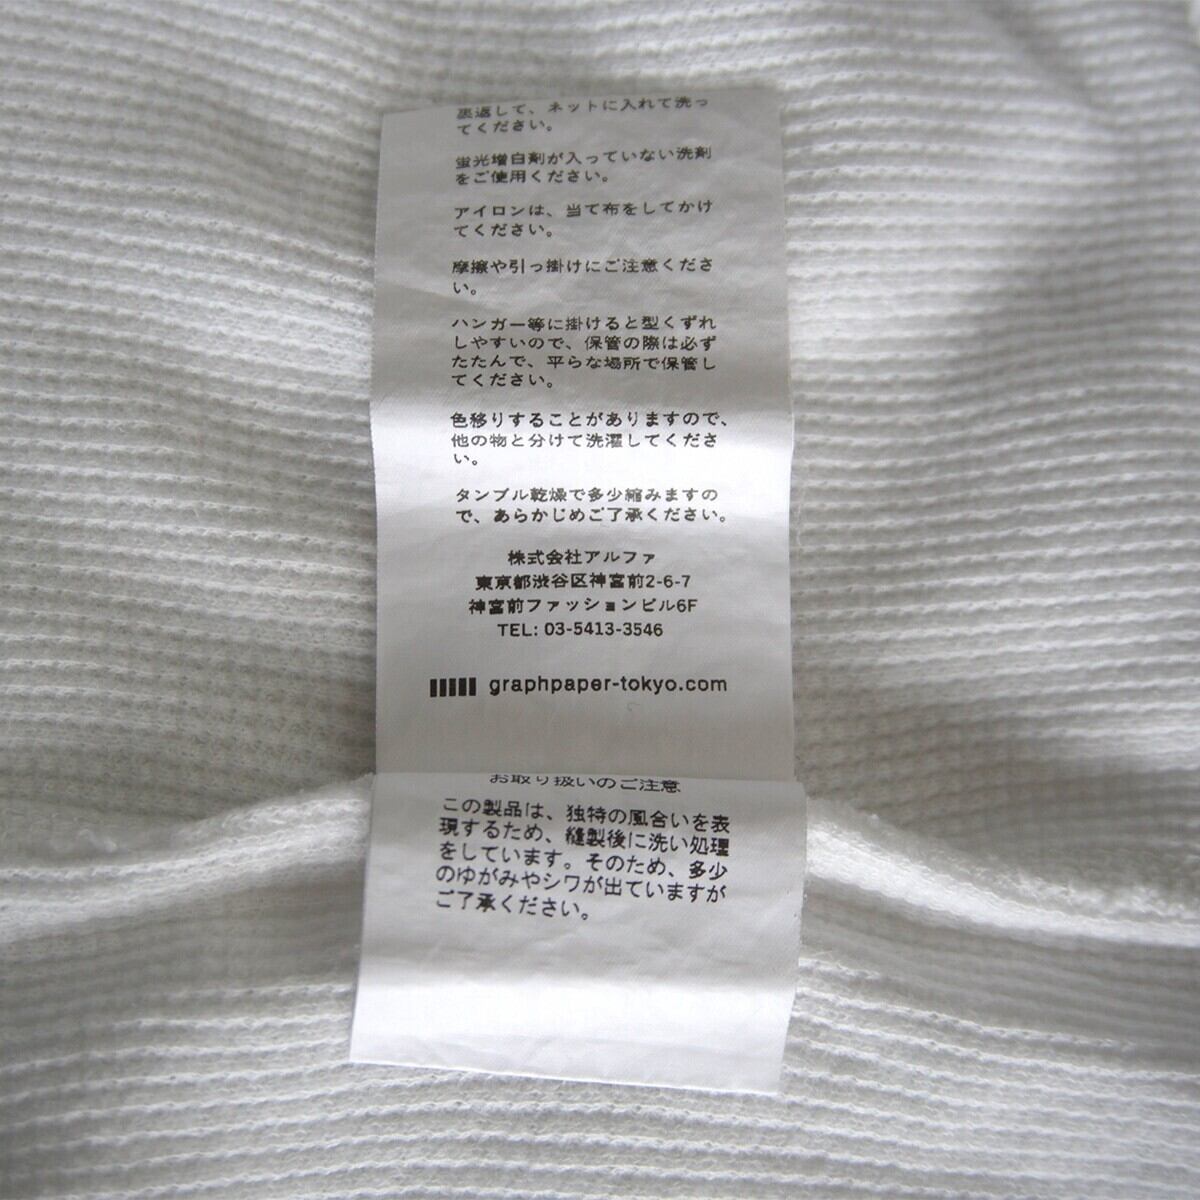 裏返して、ネットに入れて洗っ
てください。
蛍光増白剤が入っていない洗剤
をご使用ください。
アイロンは、当て布をしてかけ
てください。
摩擦や引っ掛けにご注意くださ
い。
ハンガー等に掛けると型くずれ
しやすいので、保管の際は必ず
たたんで、平らな場所で保管し
てください。
色移りすることがありますので、
他の物と分けて洗濯してくださ
い。
タンブル乾燥で多少縮みますの
で、あらかじめご了承ください。
株式会社アルファ
東京都渋谷区神宮前2-6-7
神宮前ファッションビル6F
TEL: 03-5413-3546
graphpaper-tokyo.com
お取り扱いのご注意
この製品は、独特の風合いを表
現するため、縫製後に洗い処理
をしています。そのため、多少
のゆがみやシワが出ていますが
ご了承ください。